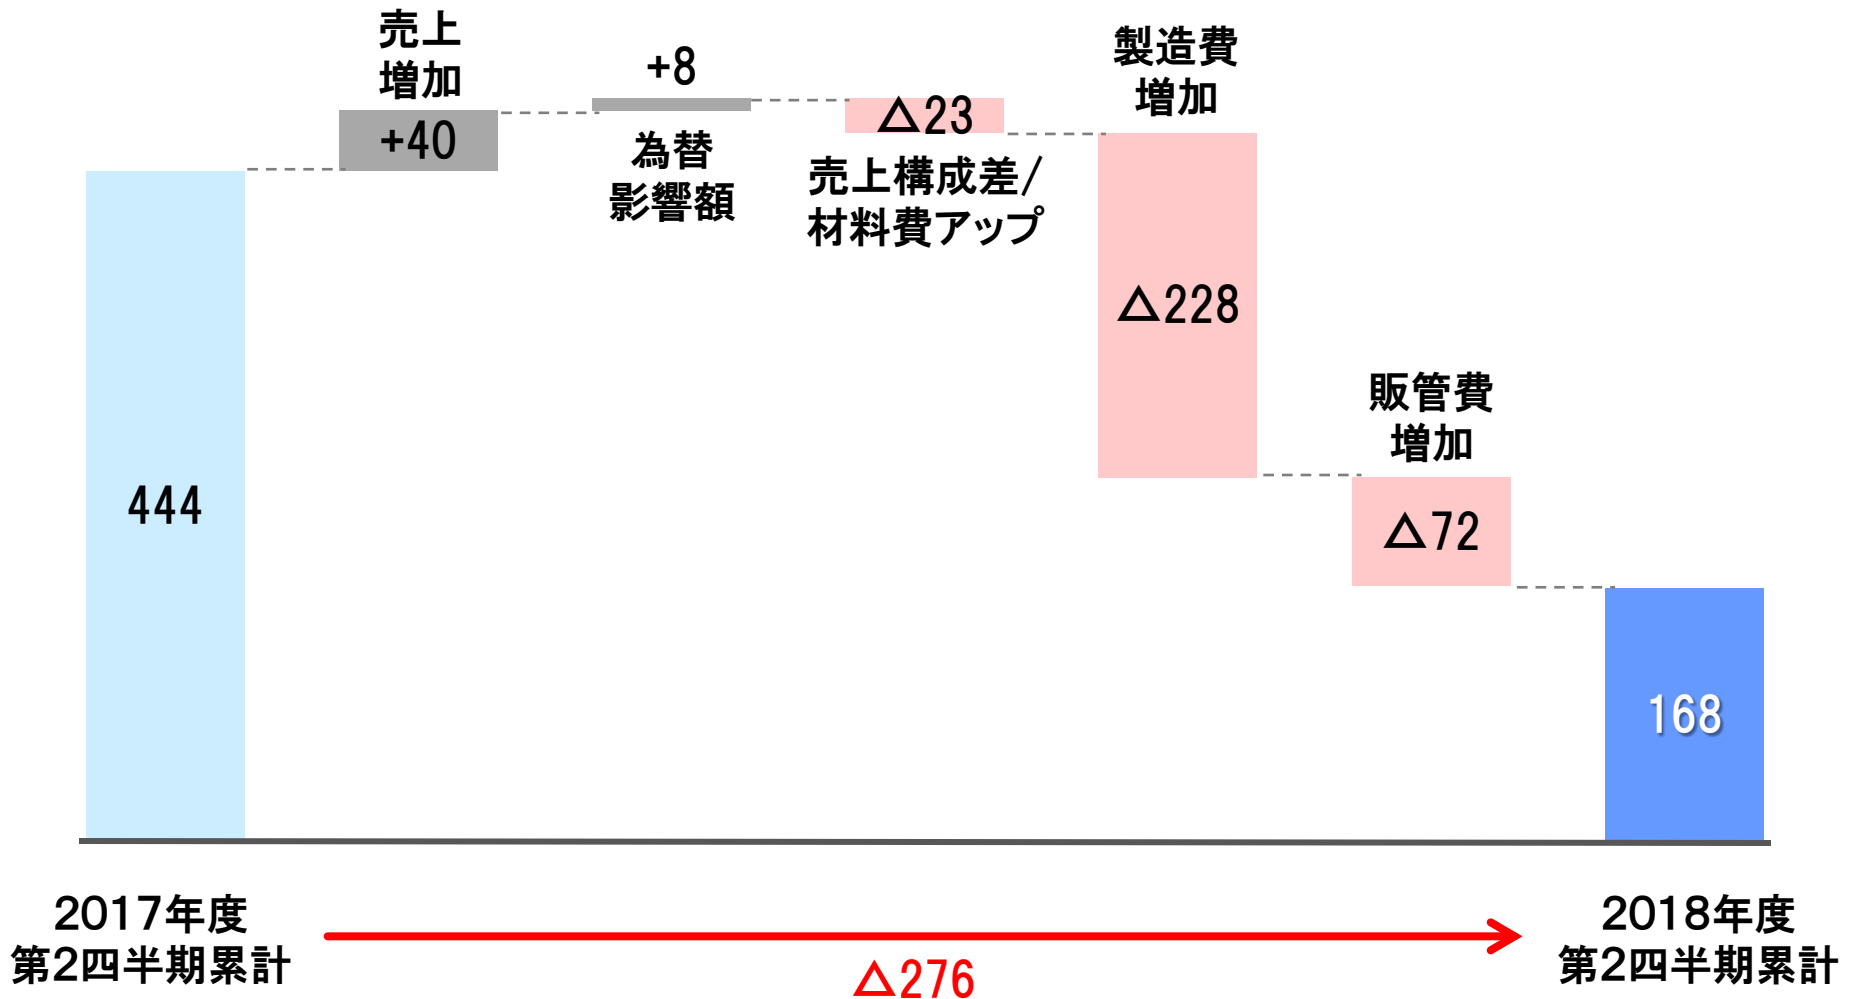 売上
増加
+40
+8
為替
影響額
△23
売上構成差/
材料費アップ
製造費
増加
△228
販管費
増加
△72
444
168
2017年度
第2四半期累計
△276
2018年度
第2四半期累計